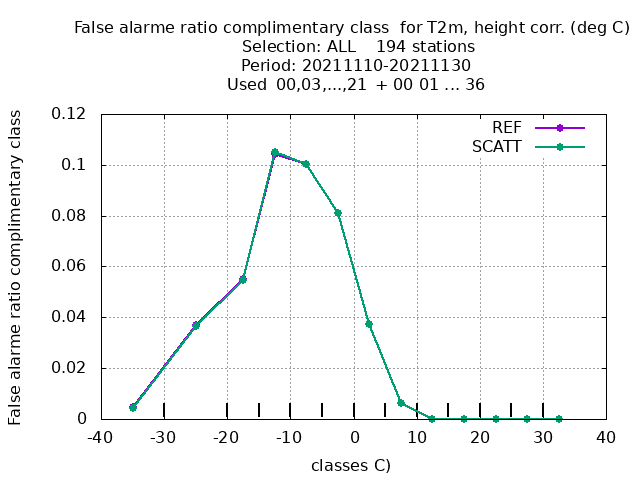 False alarme ratio complimentary class  for T2m, height corr. (deg C)
Selection: ALL    194 stations
Period: 20211110-20211130
Used  00,03,...,21  + 00 01 ... 36
False alarme ratio complimentary class
0.12
0.1
0.08
0.06
0.04
0.02
0
REF
SCATT
-40 -30 -20 -10 0 10 20 30 40
classes C)